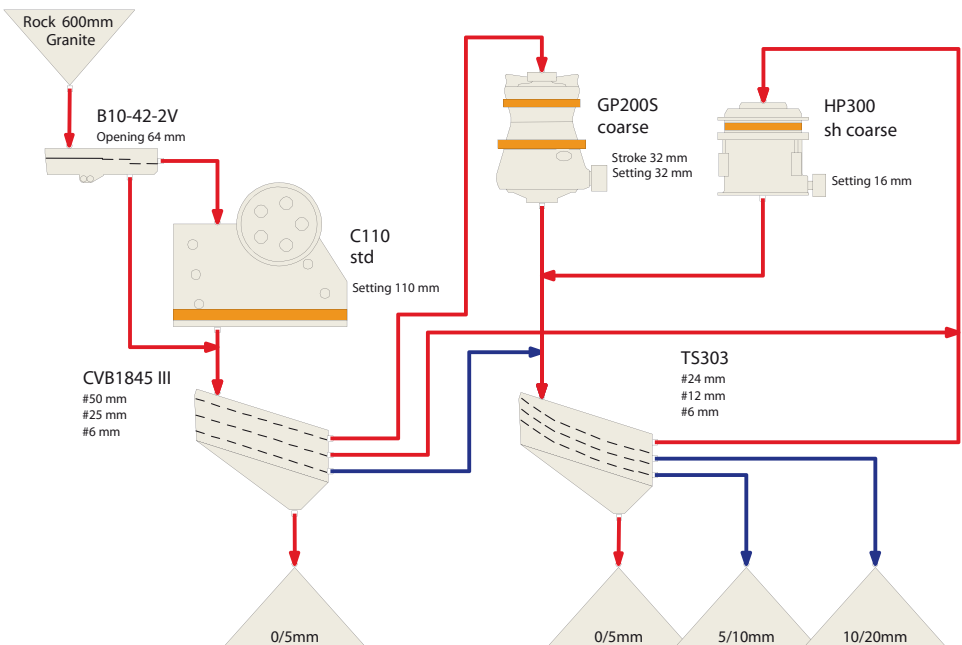 Rock 600mm
Granite
B10-42-2V
Opening 64 mm
C110
std
Setting 110 mm
GP200S
coarse
Stroke 32 mm
Setting 32 mm
HP300
sh coarse
Setting 16 mm
CVB1845 III
#50 mm
#25 mm
#6 mm
TS303
#24 mm
#12 mm
#6 mm
0/5mm
0/5mm
5/10mm
10/20mm